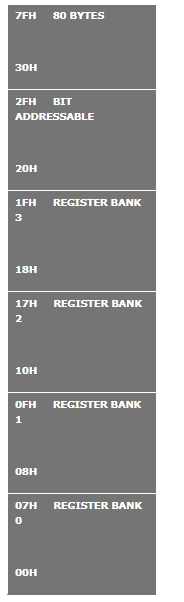 7FH 80 BYTES
30H
2FH BIT
ADDRESSABLE
20H
1FH REGISTER BANK
3
18H
17H REGISTER BANK
2
10H
0FH REGISTER BANK
1
08H
07H REGISTER BANK
0
00H